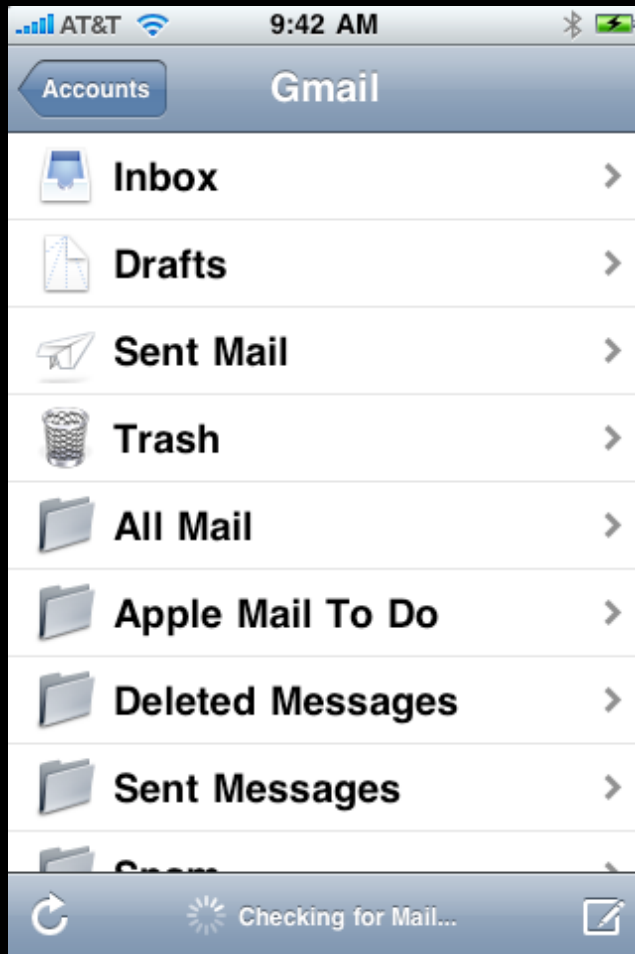 AT&T 9:42 AM
Accounts Gmail
Inbox
Drafts
Sent Mail
Trash
All Mail
Apple Mail To Do
Deleted Messages
Sent Messages
Spam
Checking for Mail...